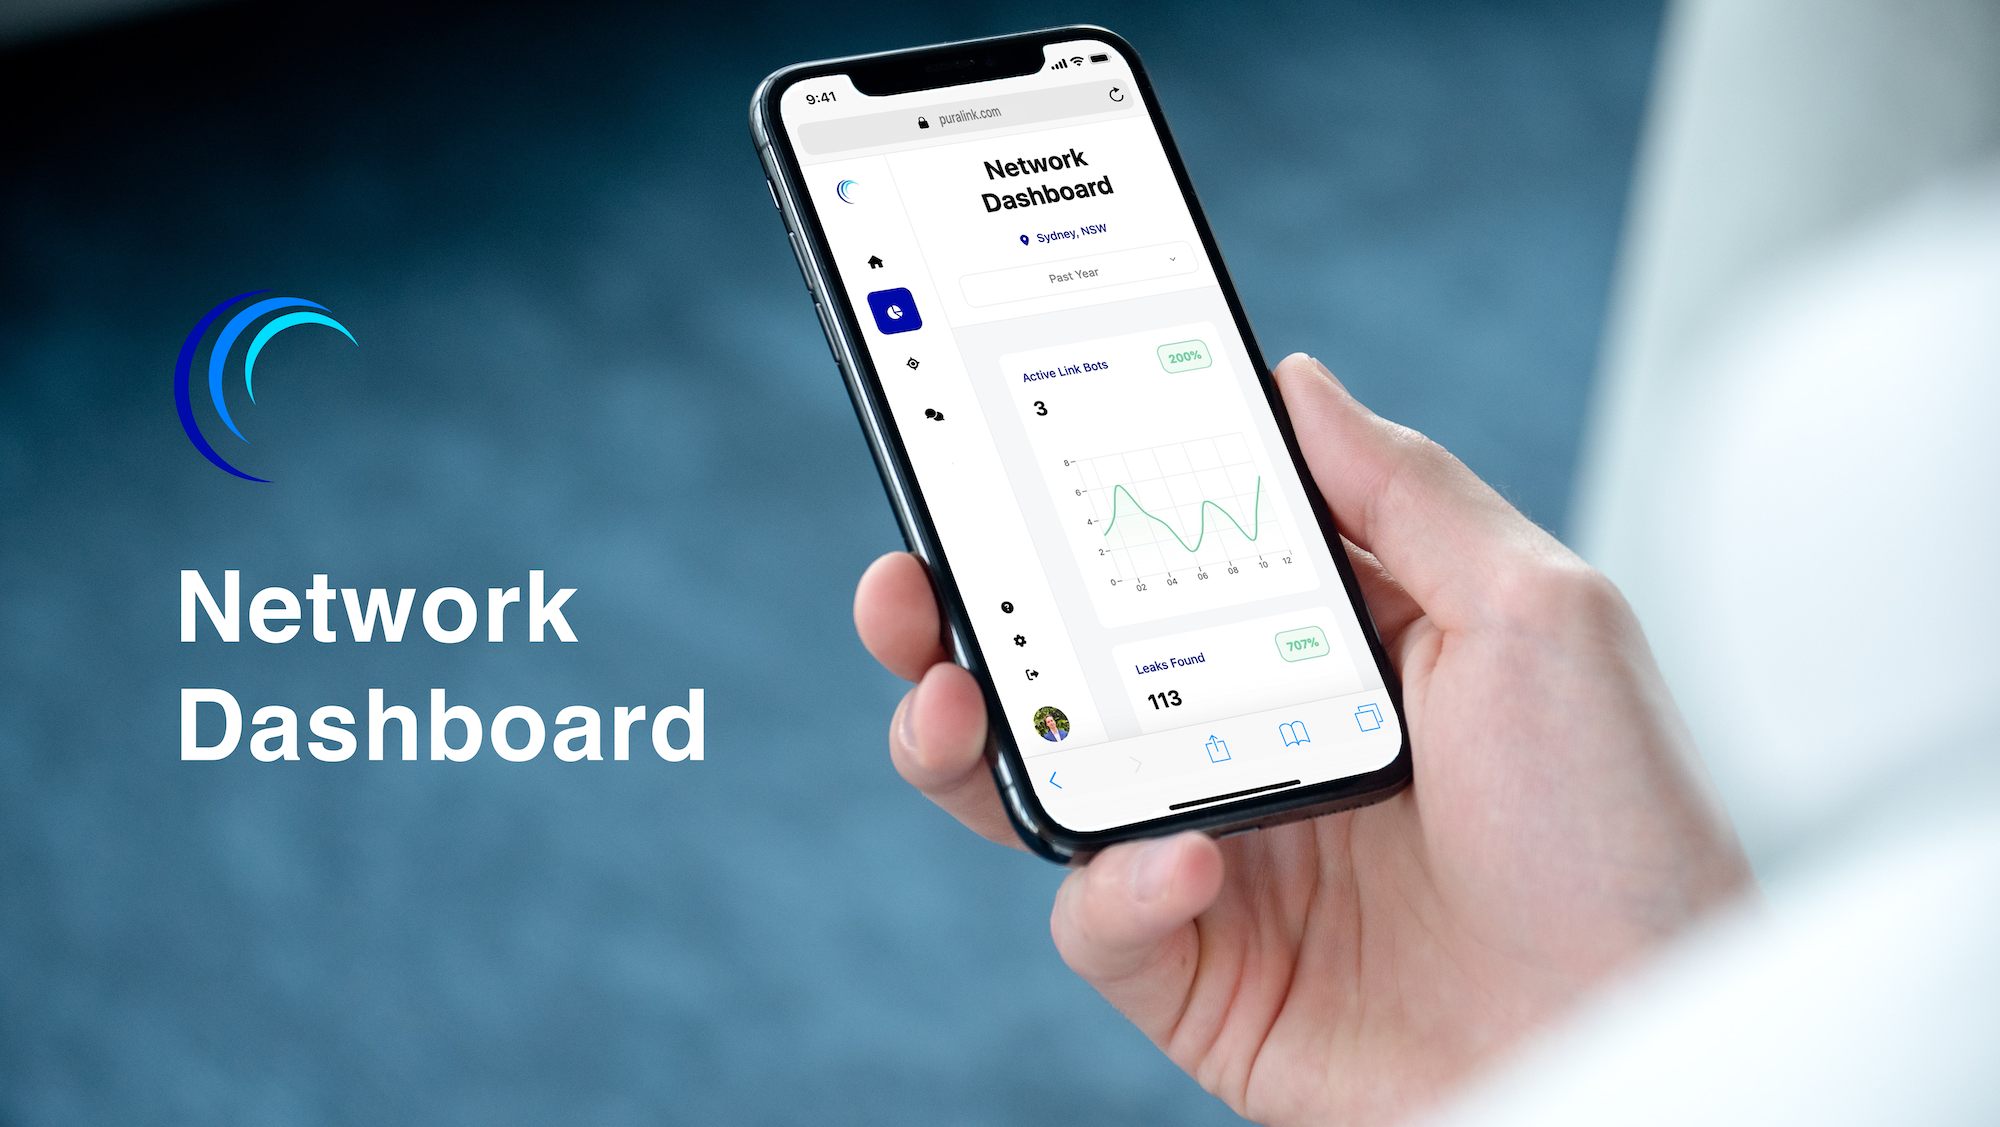 Network
Dashboard
9:41
puralink.com
Network
Dashboard
Sydney, NSW
Past Year
Active Link Bots
200%
3
8
6
4
2
0
02
04
06
08
10
12
Leaks Found
707%
113